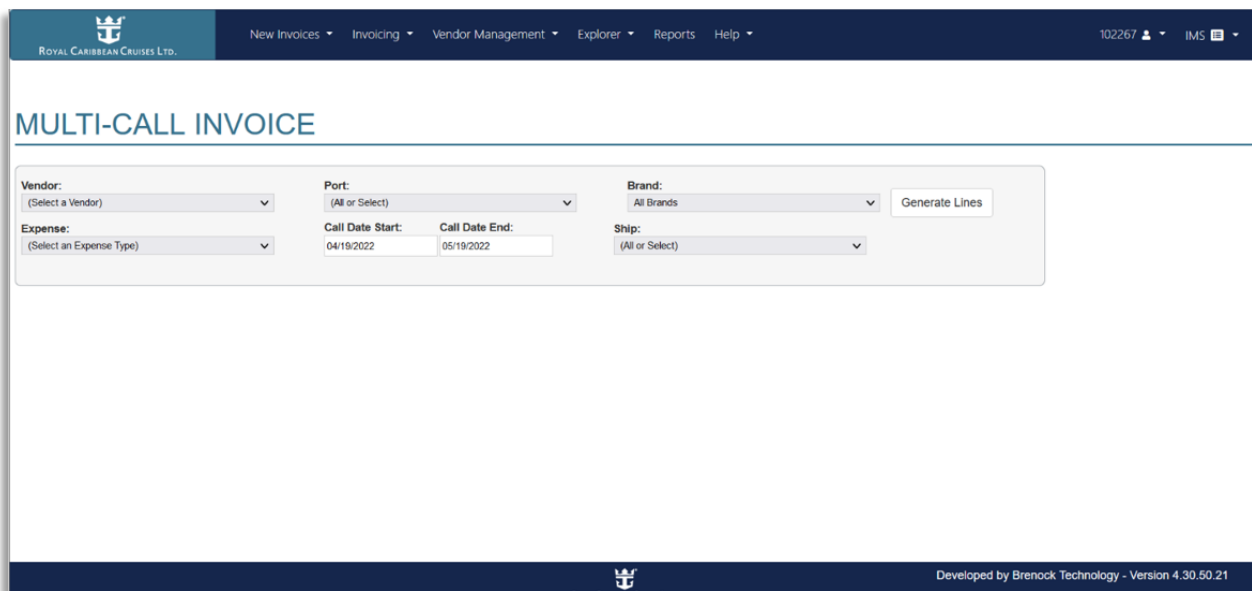 ROYAL CARIBBEAN CRUISES LTD.
New Invoices Invoicing Vendor Management Explorer Reports Help 102267 IMS
MULTI-CALL INVOICE
Vendor: Port: Brand:
(Select a Vendor) (All or Select) All Brands Generate Lines
Expense: Call Date Start: Call Date End: Ship:
(Select an Expense Type) 04/19/2022 05/19/2022 (All or Select)
Developed by Brenock Technology - Version 4.30.50.21